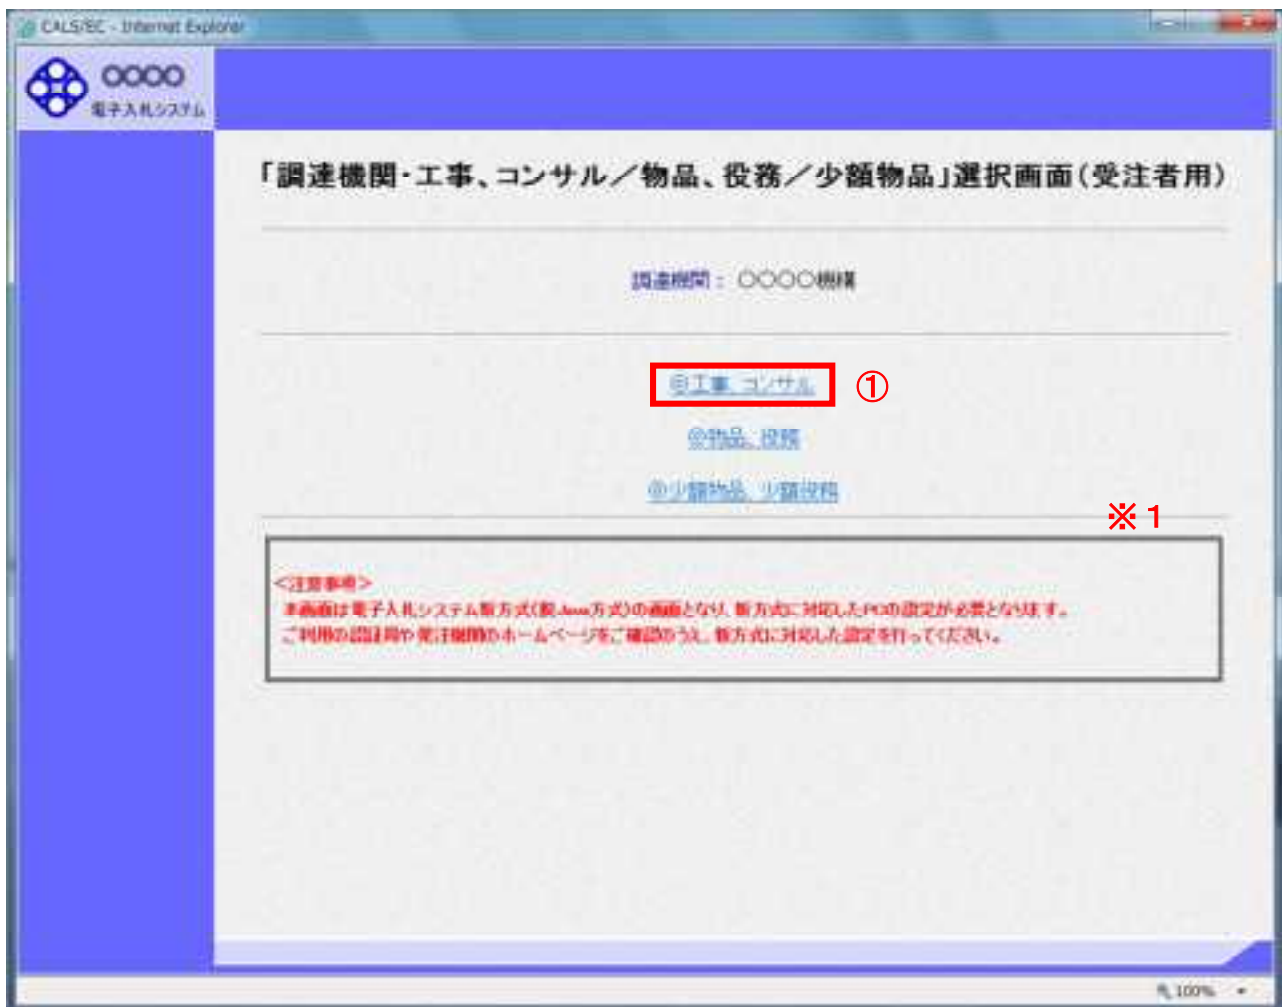 CALS/EC - Internet Explorer
○○○○
電子入札システム
「調達機関・工事、コンサル／物品、役務／少額物品」選択画面(受注者用)
調達機関： ○○○○機構
◎工事、コンサル
①
◎物品、役務
◎少額物品、少額役務
※１
＜注意事項＞
本画面は電子入札システム新方式(脱Java方式)の画面となり、新方式に対応したPCの設定が必要となります。
ご利用の認証局や発注機関のホームページをご確認のうえ、新方式に対応した設定を行ってください。
100%